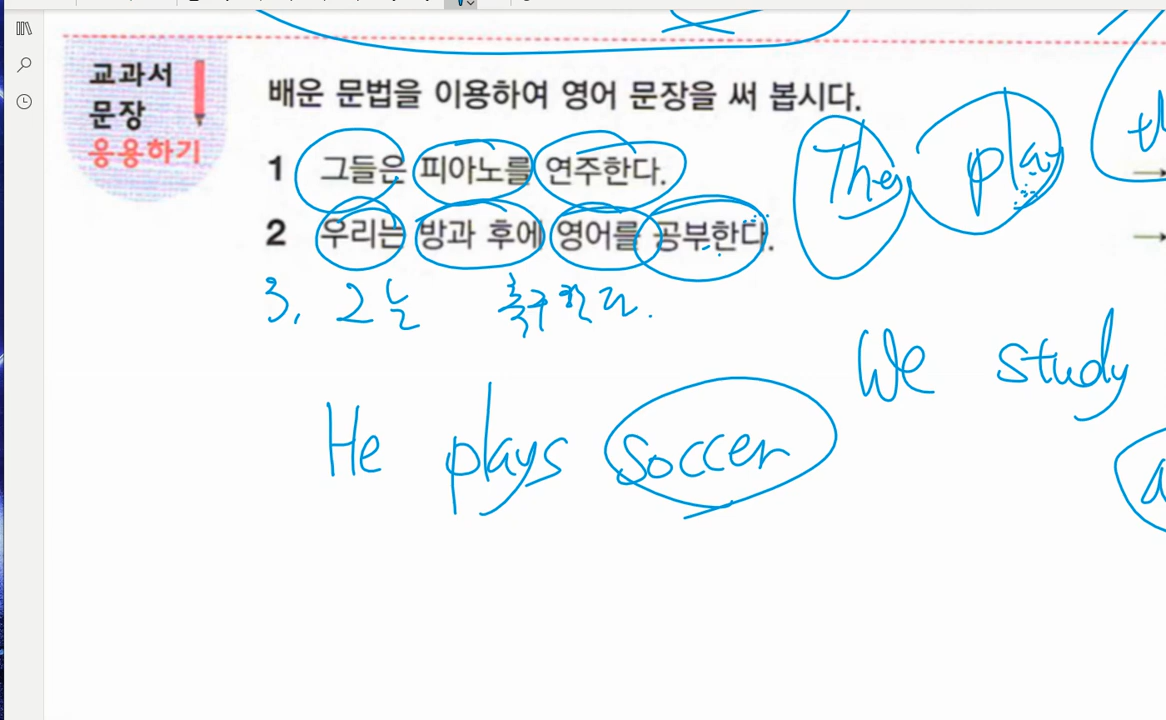 교과서
문장
응용하기
배운 문법을 이용하여 영어 문장을 써 봅시다.
1 그들은 피아노를 연주한다. They play
2 우리는 방과 후에 영어를 공부한다.
3, 그는 축구한다.
We study
He plays soccer